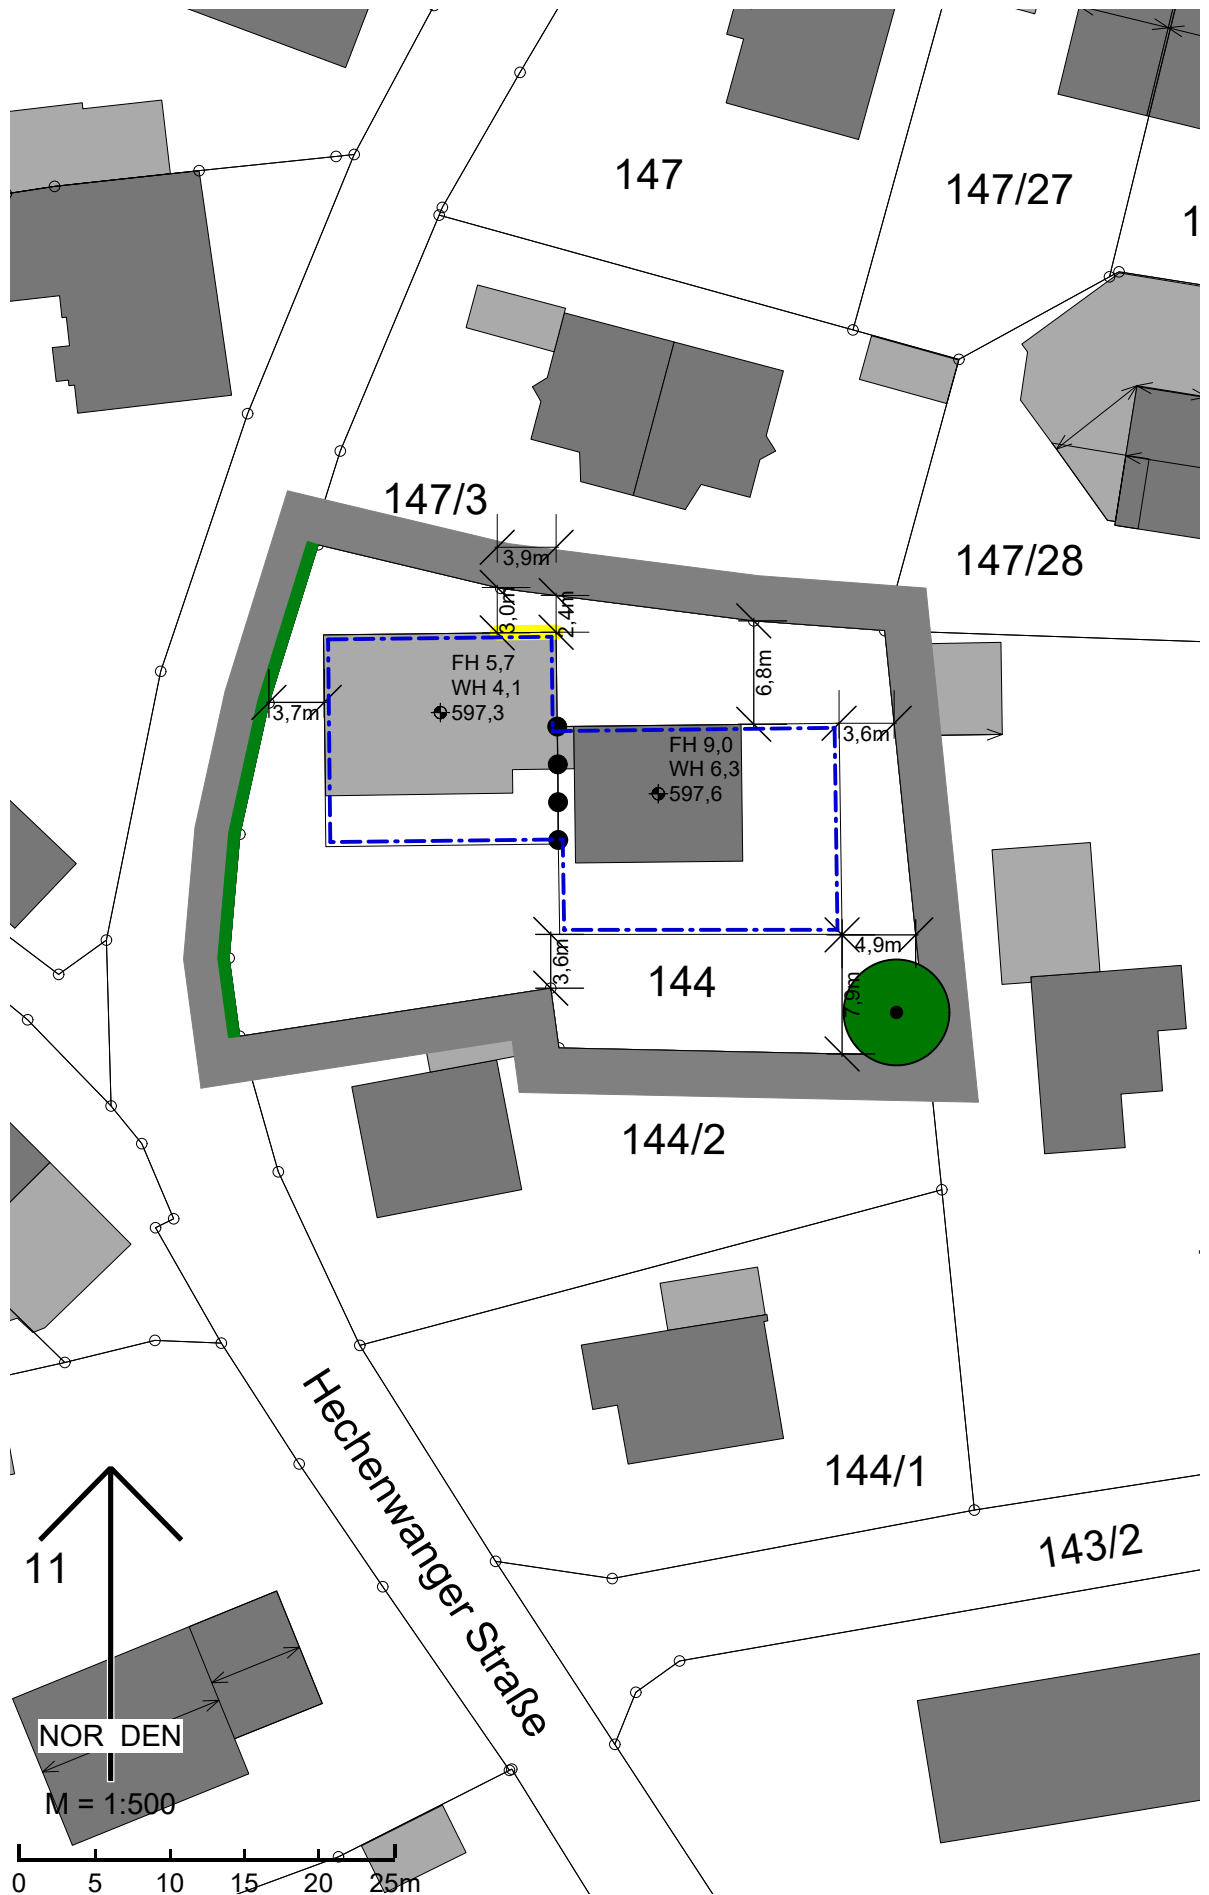 147
147/27
1
147/3
147/28
3,9m
3,0m
2,4m
FH 5,7
WH 4,1
597,3
3,7m
6,8m
3,6m
FH 9,0
WH 6,3
597,6
3,6m
4,9m
144
7,9m
144/2
Hechenwanger Straße
144/1
143/2
11
NOR DEN
M = 1:500
0 5 10 15 20 25m